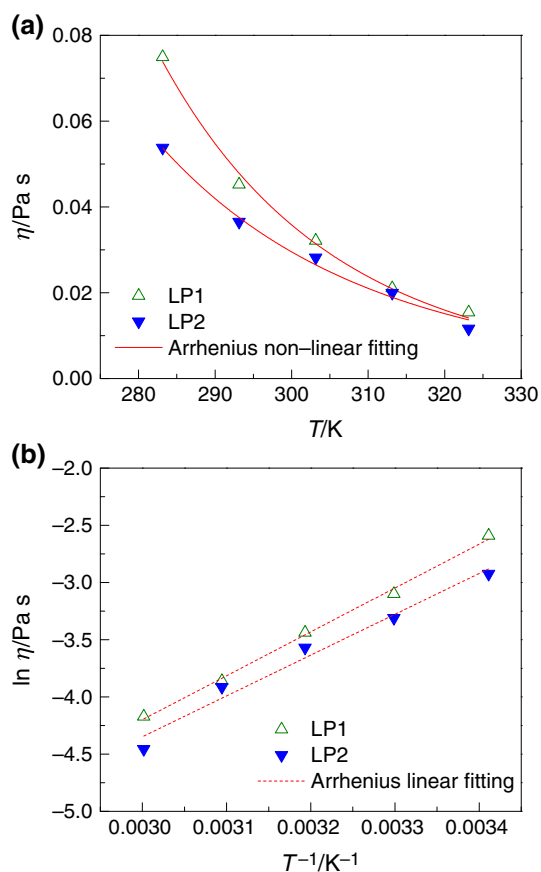 (a)
0.08
0.06
0.04
0.02
0.00
η/Pa s
LP1
LP2
Arrhenius non–linear fitting
280 290 300 310 320 330
T/K
(b)
–2.0
–2.5
–3.0
–3.5
–4.0
–4.5
–5.0
ln η/Pa s
LP1
LP2
Arrhenius linear fitting
0.0030 0.0031 0.0032 0.0033 0.0034
T⁻¹/K⁻¹